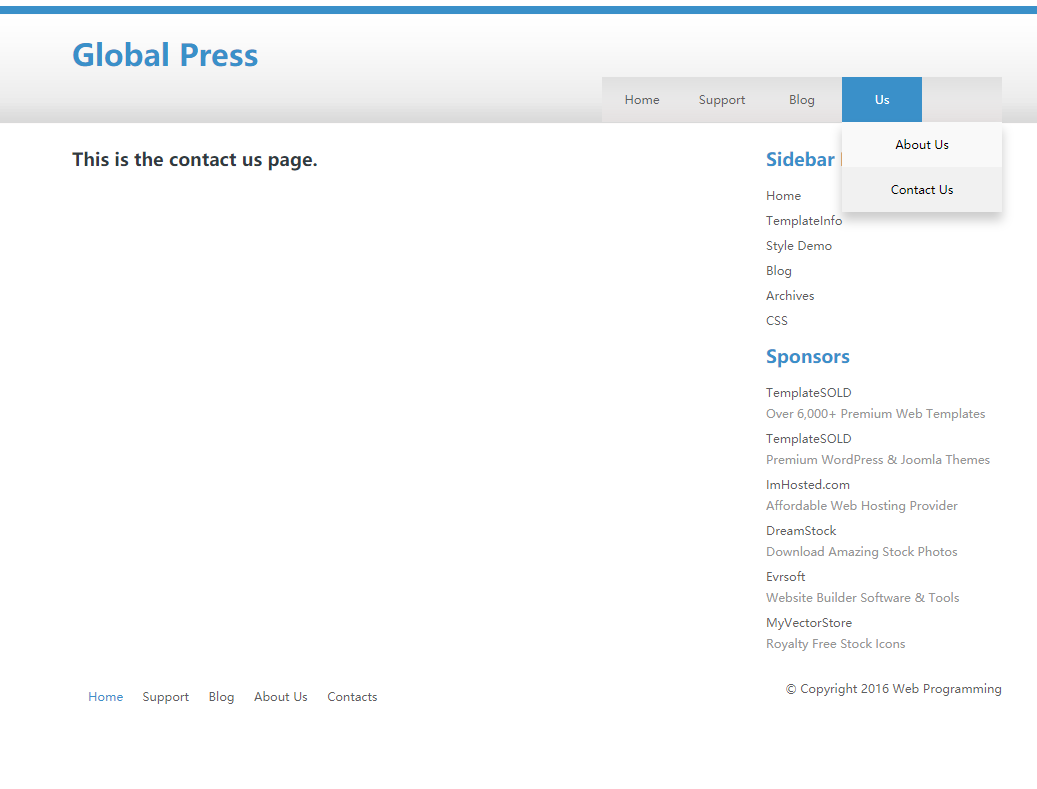 Global Press
Home Support Blog Us
About Us
Contact Us
This is the contact us page.
Sidebar
Home
TemplateInfo
Style Demo
Blog
Archives
CSS
Sponsors
TemplateSOLD
Over 6,000+ Premium Web Templates
TemplateSOLD
Premium WordPress & Joomla Themes
ImHosted.com
Affordable Web Hosting Provider
DreamStock
Download Amazing Stock Photos
Evrsoft
Website Builder Software & Tools
MyVectorStore
Royalty Free Stock Icons
Home Support Blog About Us Contacts
© Copyright 2016 Web Programming